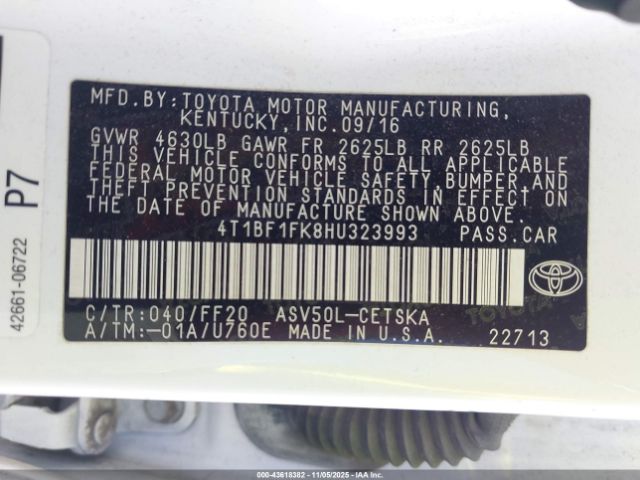 MFD. BY: TOYOTA MOTOR MANUFACTURING,
KENTUCKY, INC. 09/16
GVWR 4630LB GAWR FR 2625LB RR 2625LB
THIS VEHICLE CONFORMS TO ALL APPLICABLE
FEDERAL MOTOR VEHICLE SAFETY, BUMPER, AND
THEFT PREVENTION STANDARDS IN EFFECT ON
THE DATE OF MANUFACTURE SHOWN ABOVE.
4T1BF1FK8HU323993 PASS. CAR
C/TR: 040/FF20 ASV50L-CETSKA
A/TM: -01A/U760E MADE IN U.S.A. 22713
TOYOTA
P7
42661-06722
000-43618382 - 11/05/2025 - IAAI Trademark